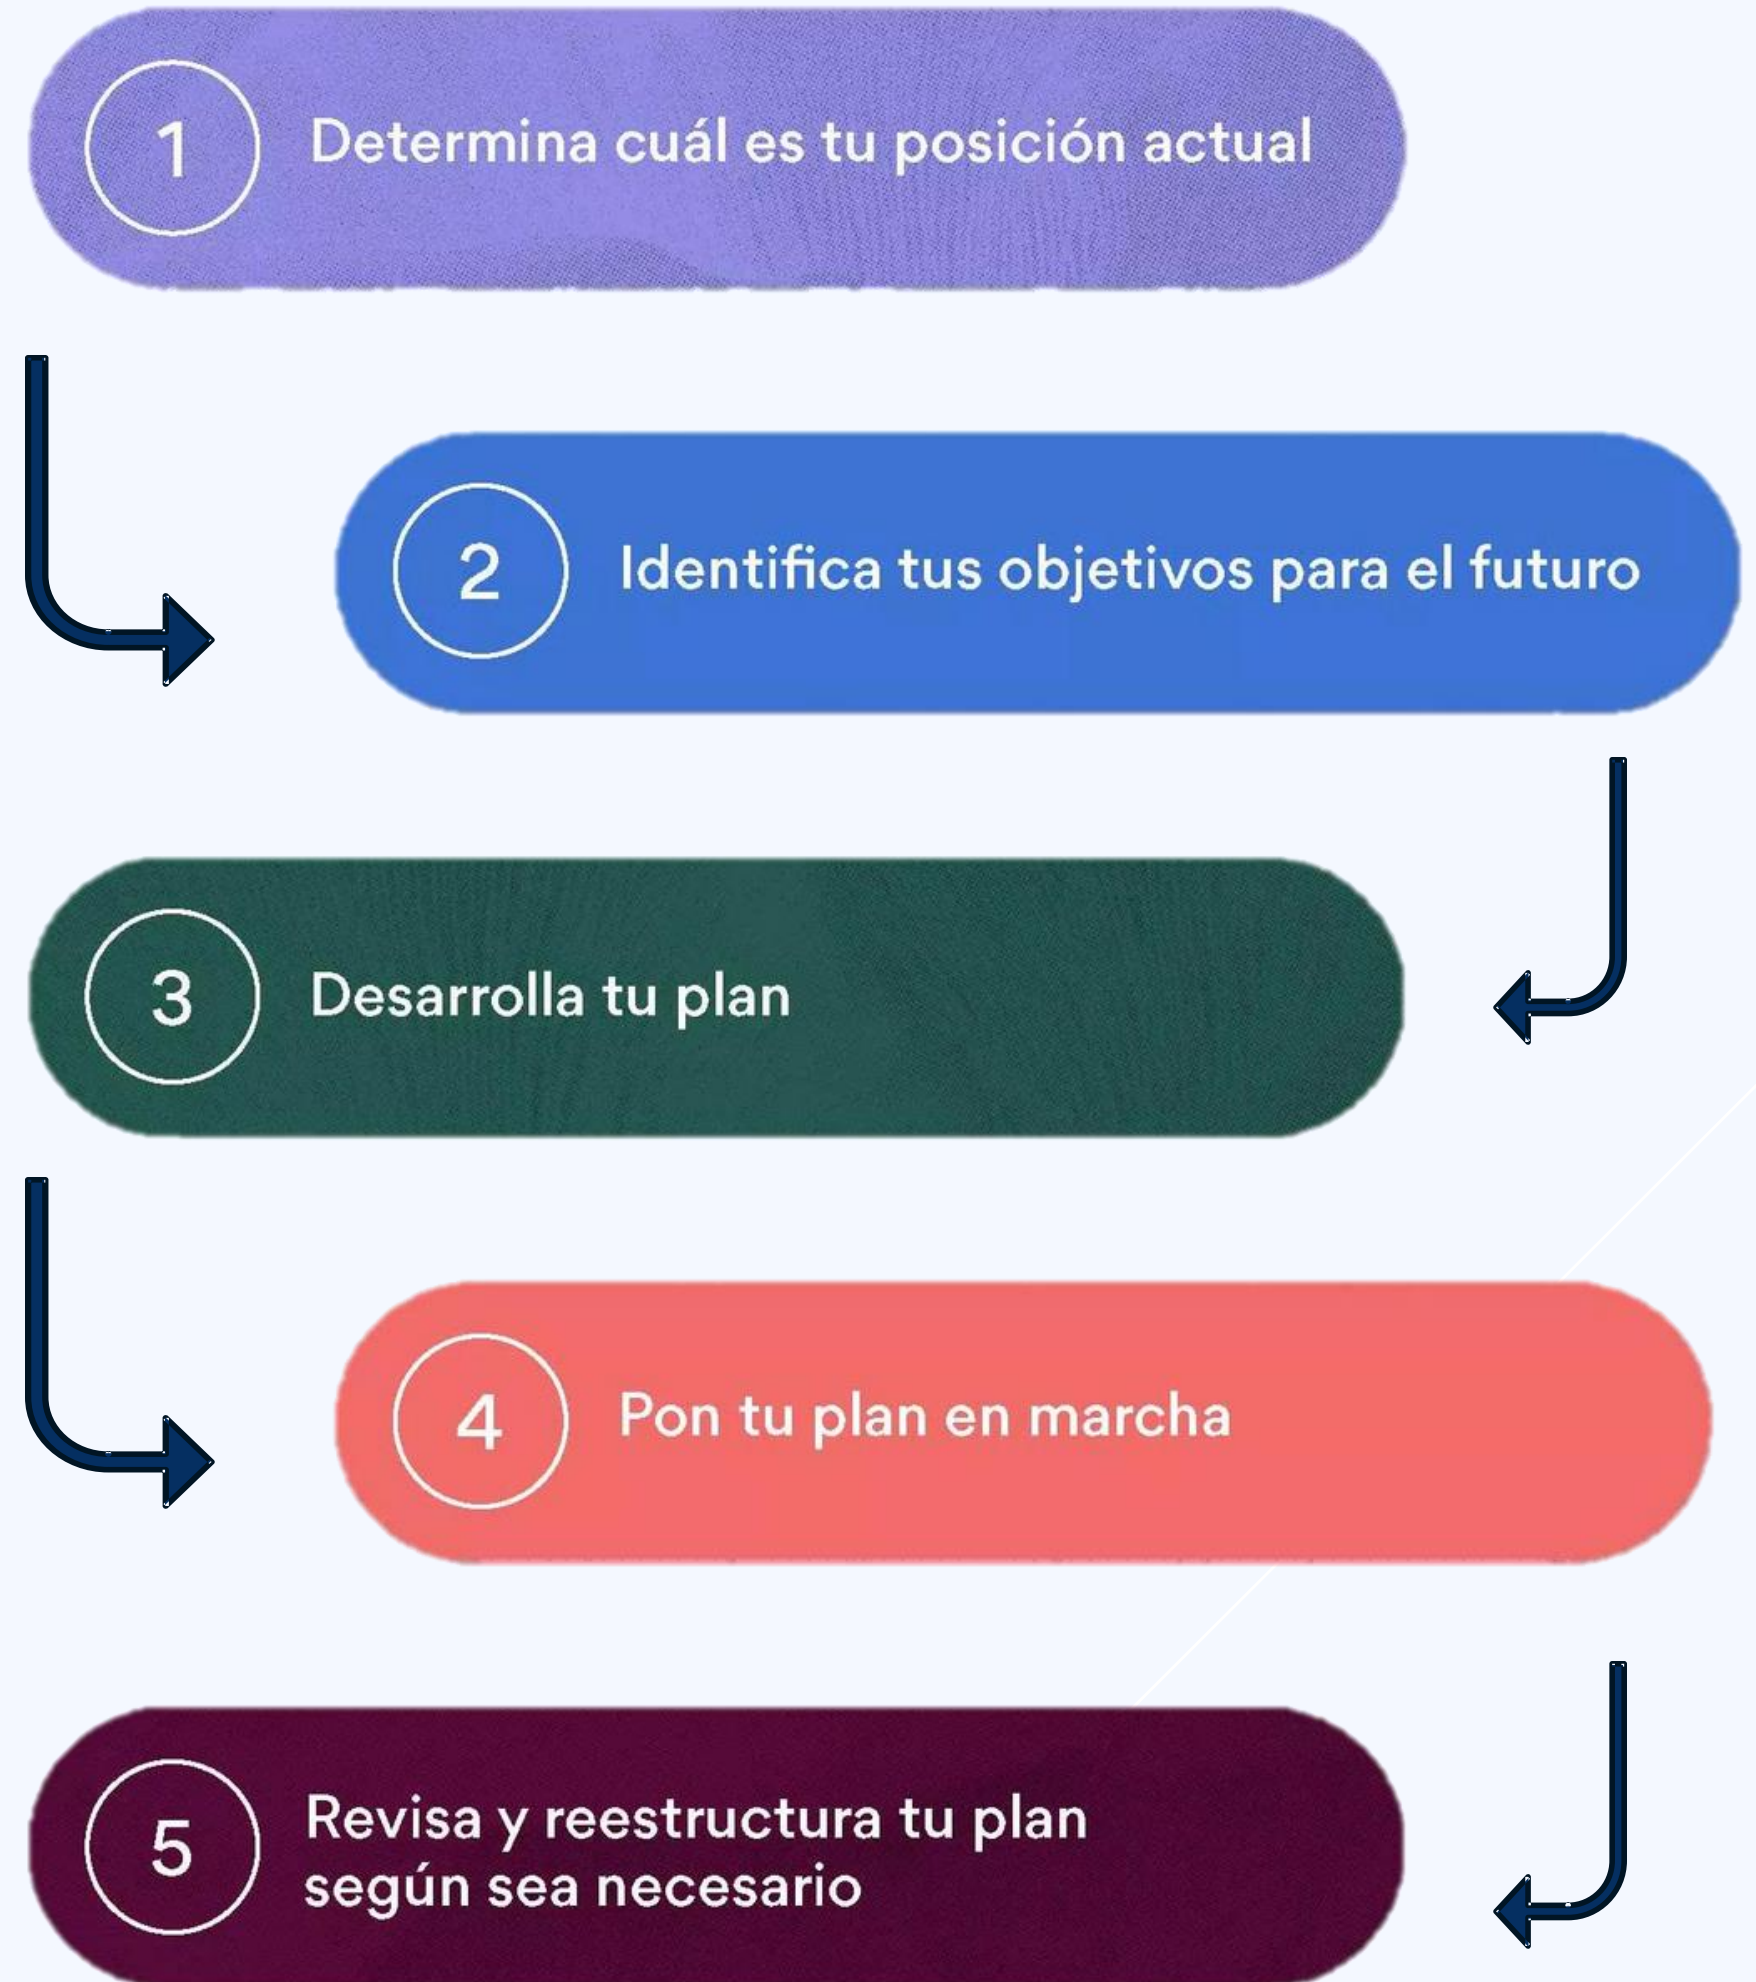 1
Determina cuál es tu posición actual
2
Identifica tus objetivos para el futuro
3
Desarrolla tu plan
4
Pon tu plan en marcha
5
Revisa y reestructura tu plan
según sea necesario